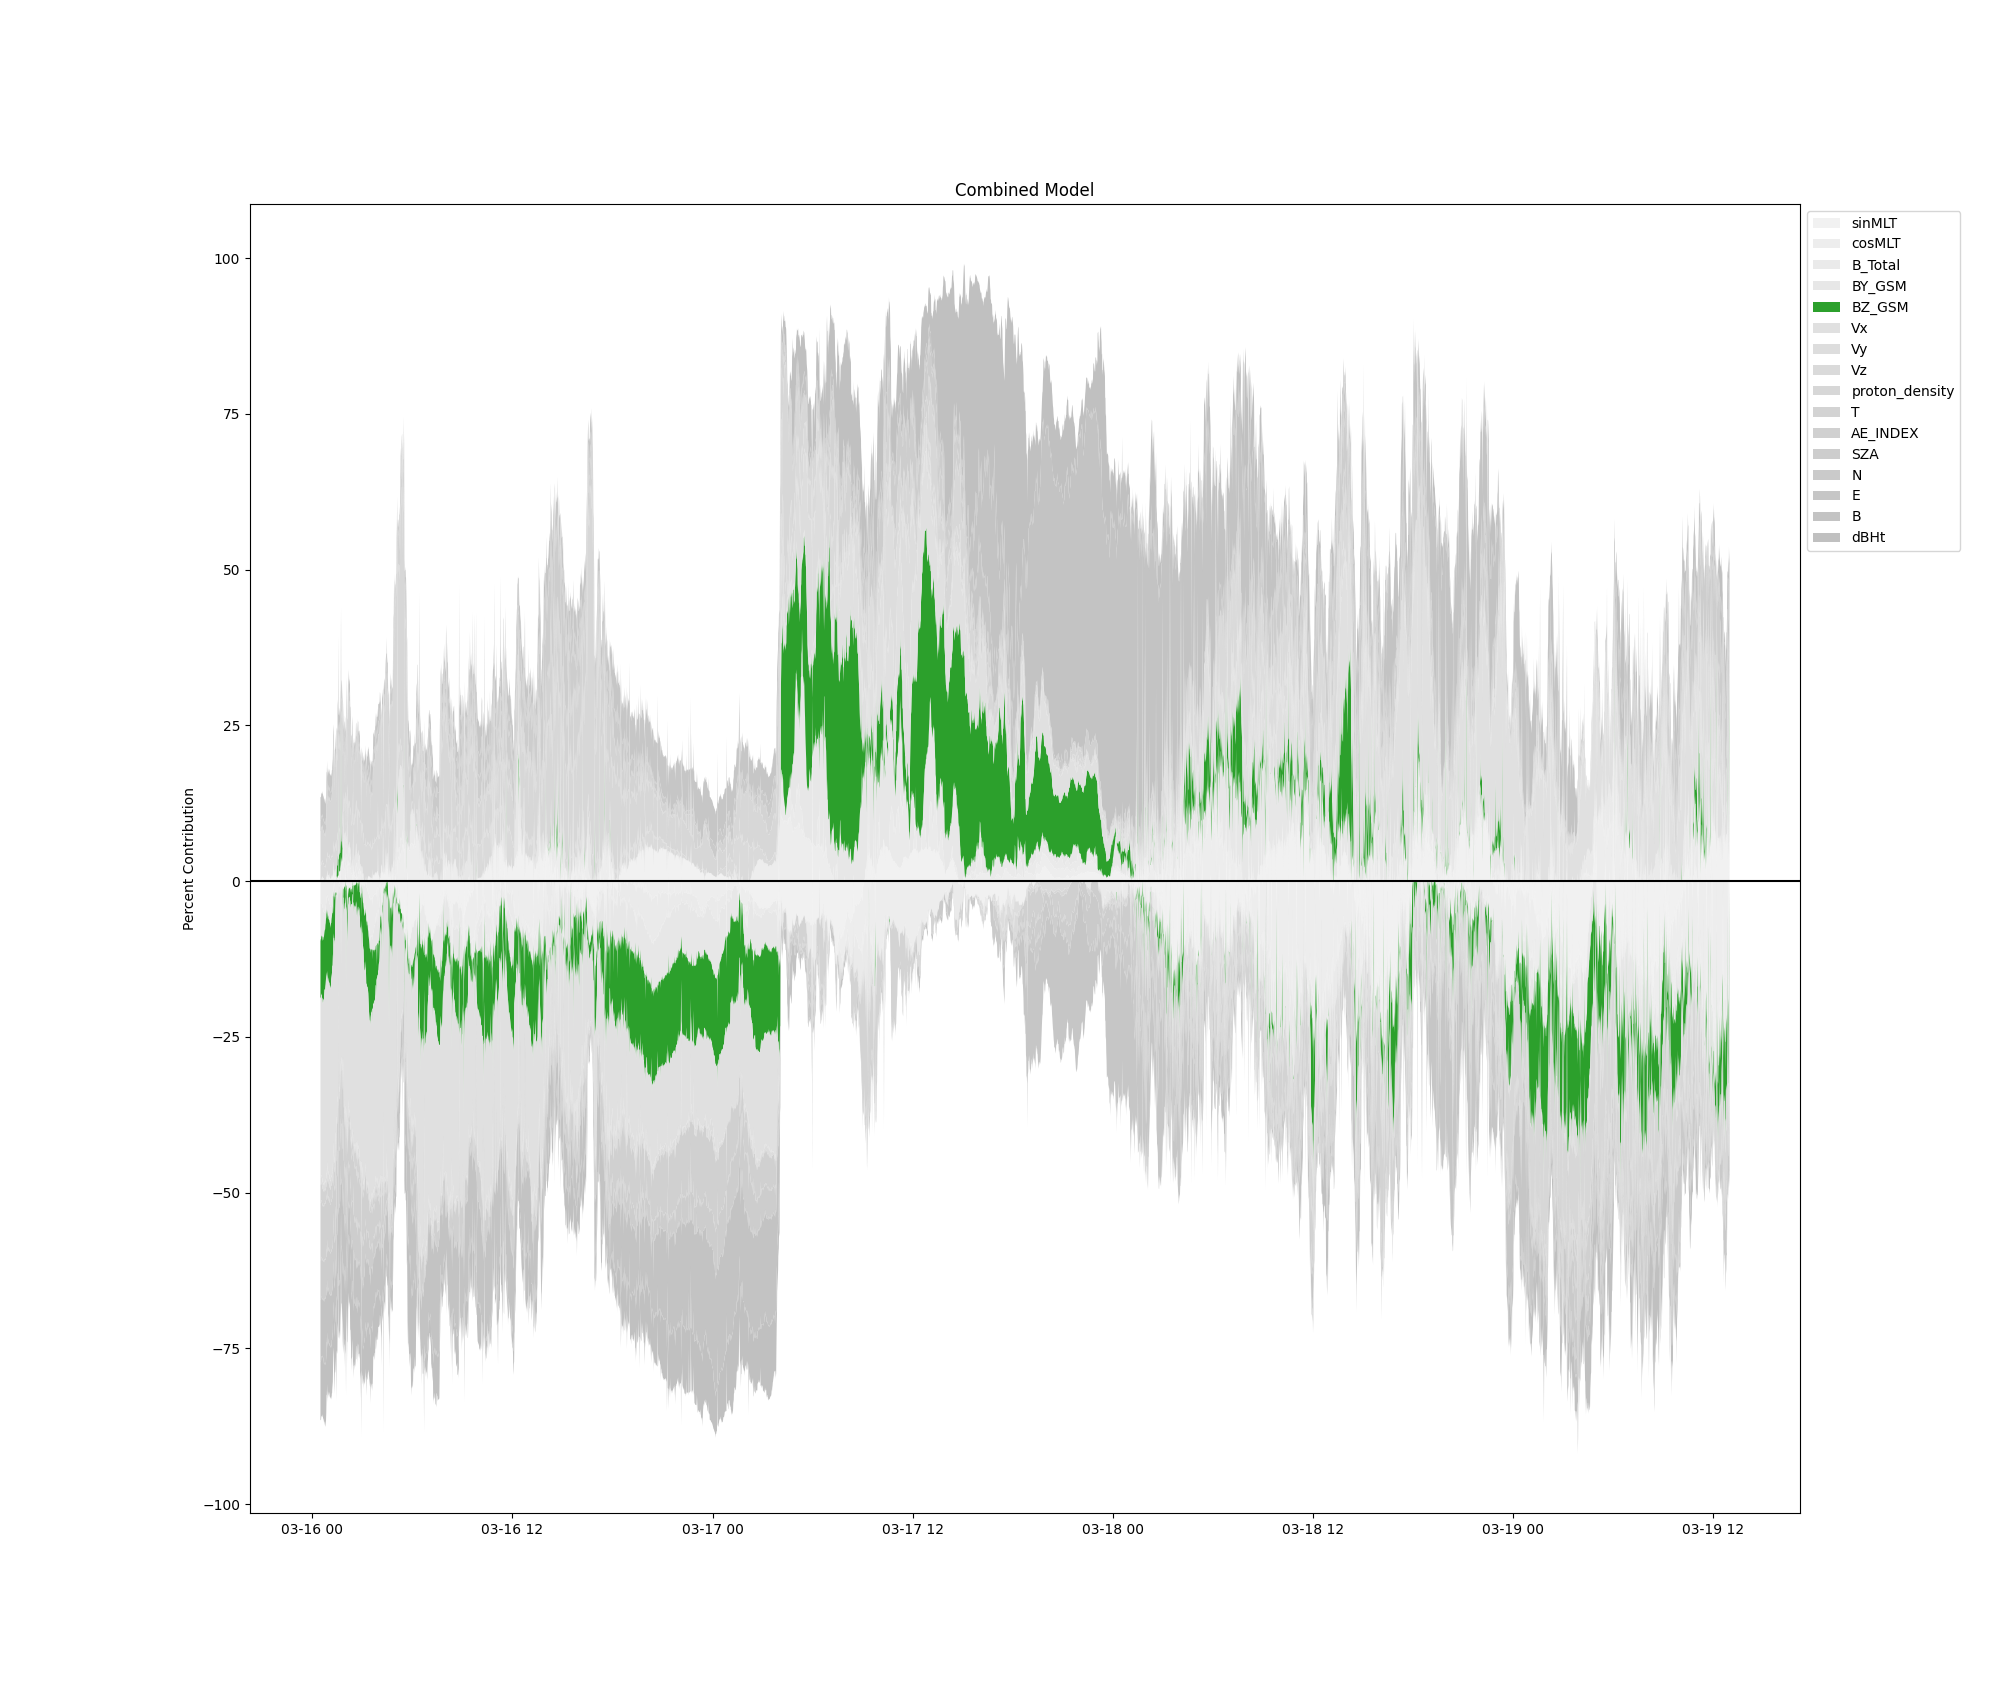 Combined Model
sinMLT
cosMLT
B_Total
BY_GSM
BZ_GSM
Vx
Vy
Vz
proton_density
T
AE_INDEX
SZA
N
E
B
dBHt
100
75
50
25
0
−25
−50
−75
−100
Percent Contribution
03-16 00
03-16 12
03-17 00
03-17 12
03-18 00
03-18 12
03-19 00
03-19 12